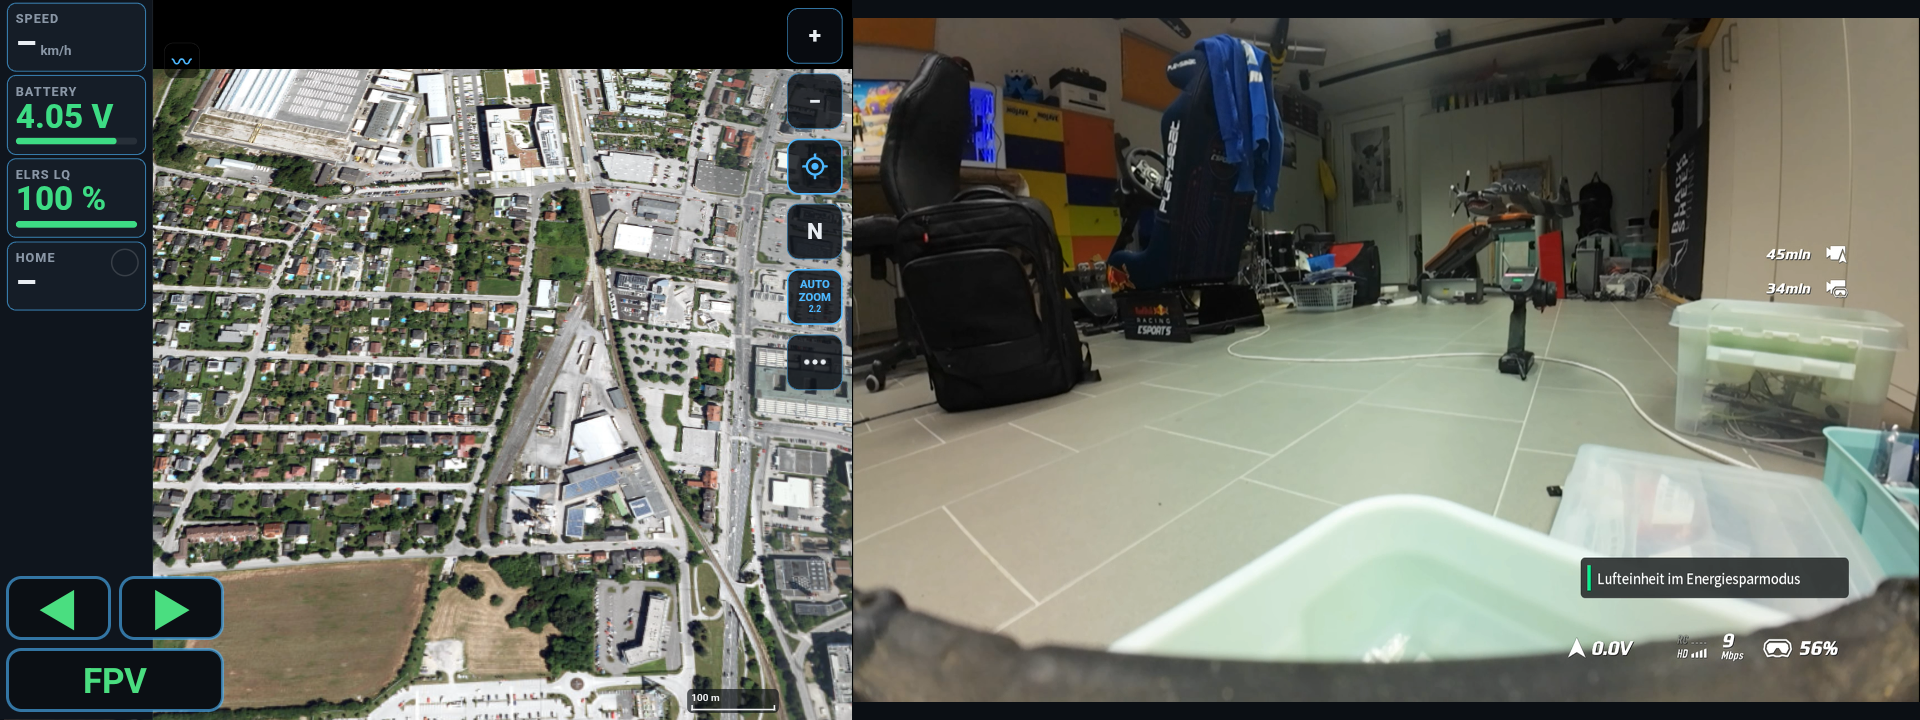 SPEED
– km/h
BATTERY
4.05 V
ELRS LQ
100 %
HOME
–
FPV
+
−
N
AUTO
ZOOM
2.2
100 m
PLAYSEAT
RACING
ESPORTS
45min
34min
Lufteinheit im Energiesparmodus
0.0V
HD
9
Mbps
56%